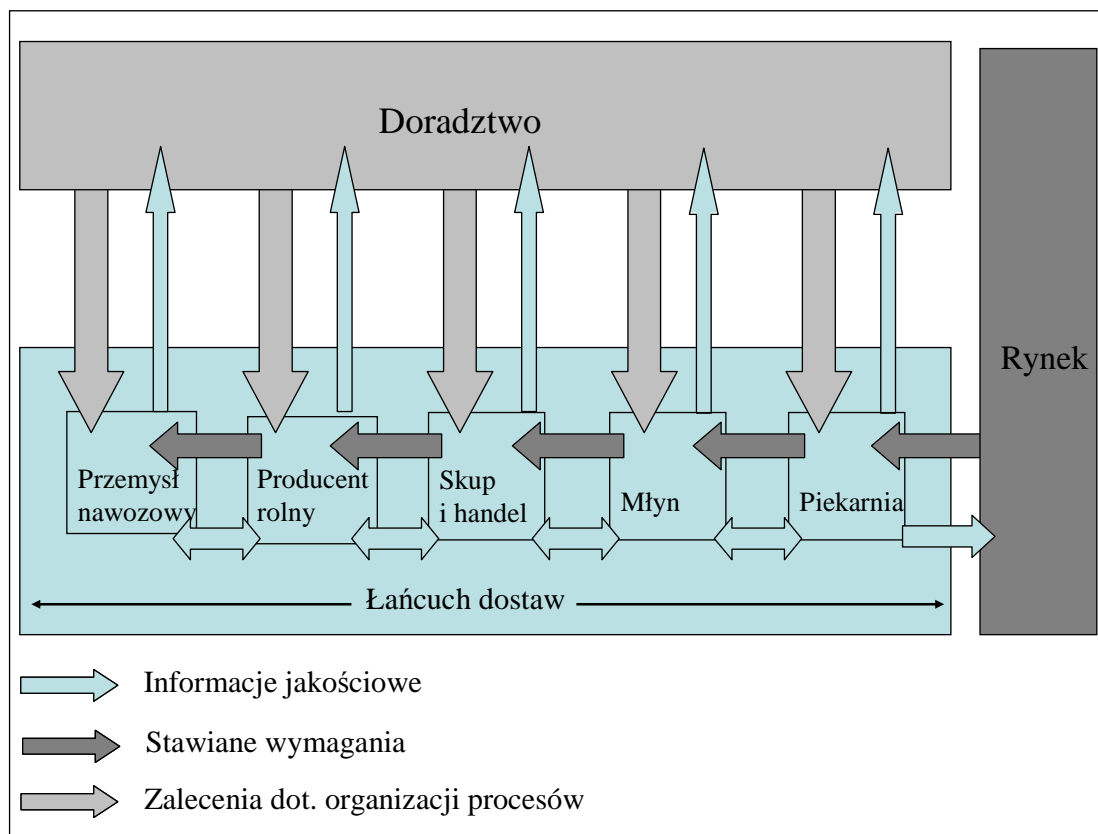 Doradztwo
Rynek
Przemysł
nawozowy
Producent
rolny
Skup
i handel
Młyn
Piekarnia
Łańcuch dostaw
Informacje jakościowe
Stawiane wymagania
Zalecenia dot. organizacji procesów